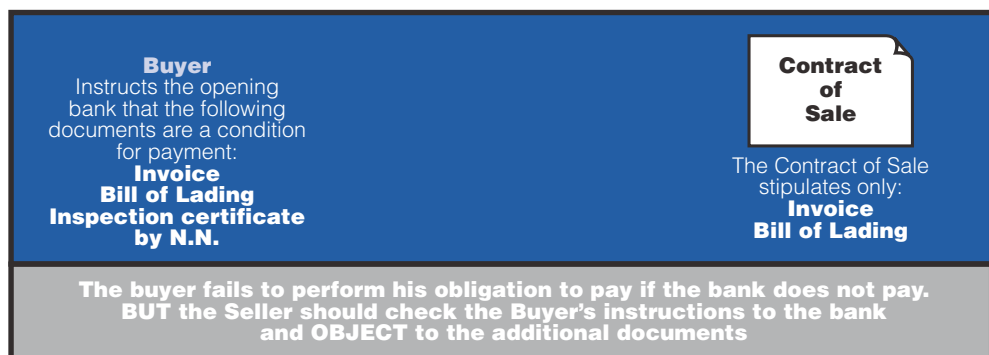 Buyer
Instructs the opening
bank that the following
documents are a condition
for payment:
Invoice
Bill of Lading
Inspection certificate
by N.N.
Contract
of
Sale
The Contract of Sale
stipulates only:
Invoice
Bill of Lading
The buyer fails to perform his obligation to pay if the bank does not pay.
BUT the Seller should check the Buyer's instructions to the bank
and OBJECT to the additional documents